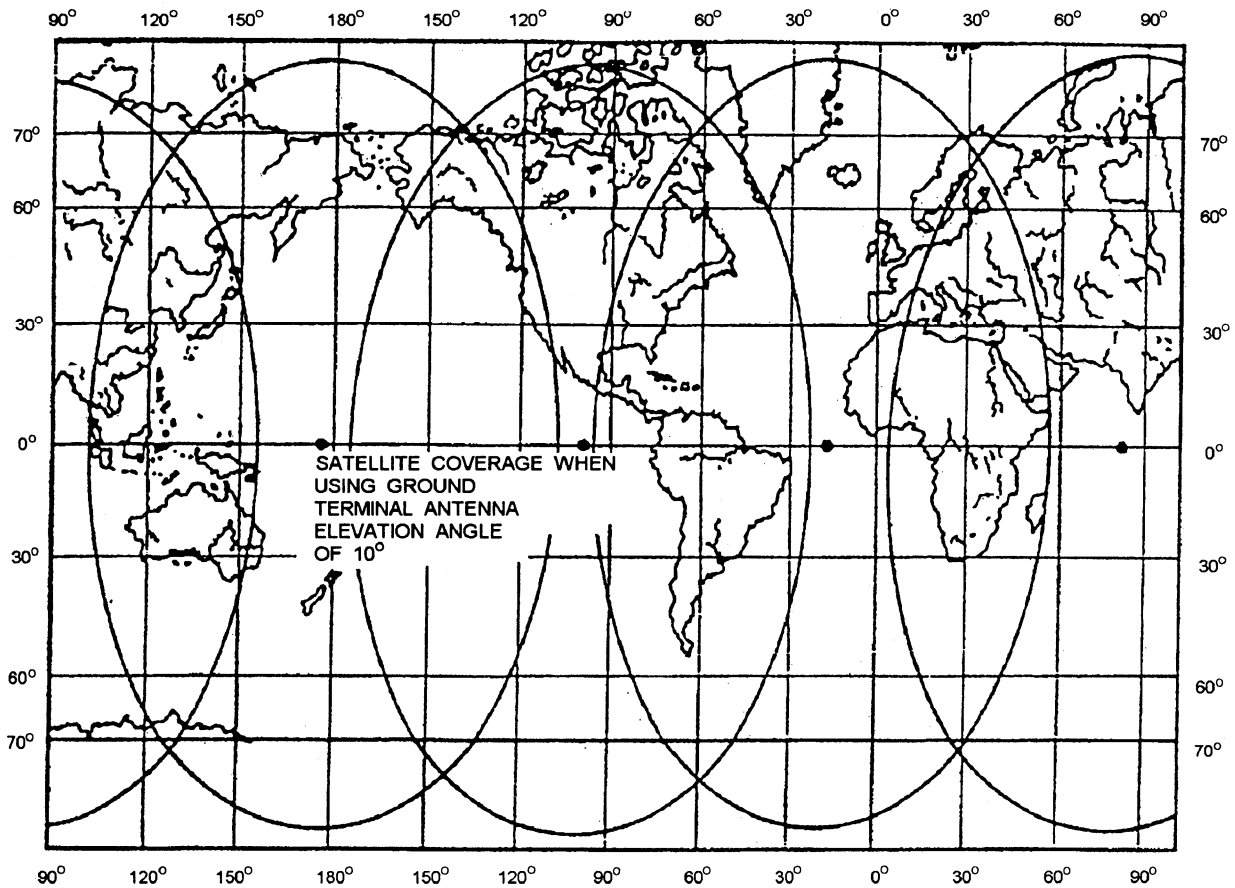 90° 120° 150° 180° 150° 120° 90° 60° 30° 0° 30° 60° 90°
70° 70°
60° 60°
30° 30°
0° 0°
SATELLITE COVERAGE WHEN
USING GROUND
TERMINAL ANTENNA
ELEVATION ANGLE
OF 10°
30° 30°
60° 60°
70° 70°
90° 120° 150° 180° 150° 120° 90° 60° 30° 0° 30° 60° 90°